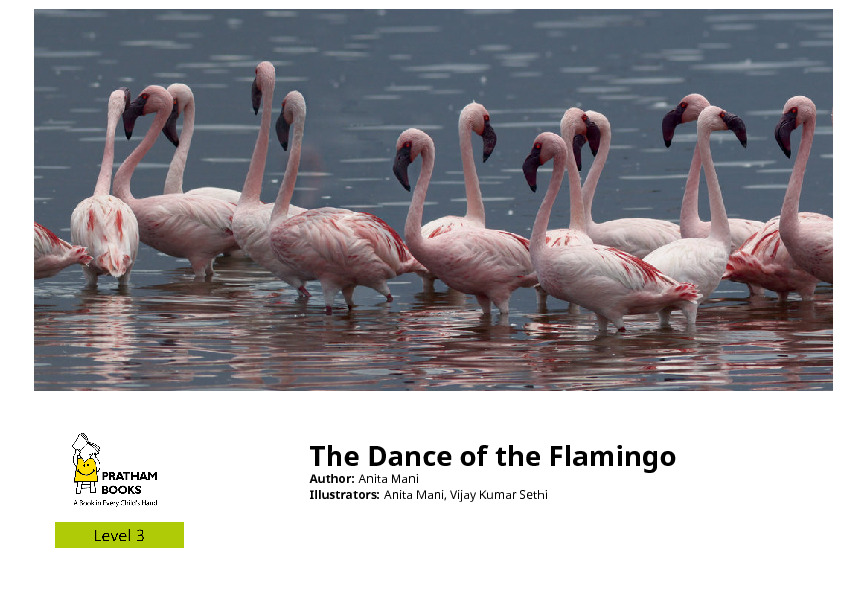 PRATHAM
BOOKS
A Book in Every Child's Hand
Level 3
The Dance of the Flamingo
Author: Anita Mani
Illustrators: Anita Mani, Vijay Kumar Sethi